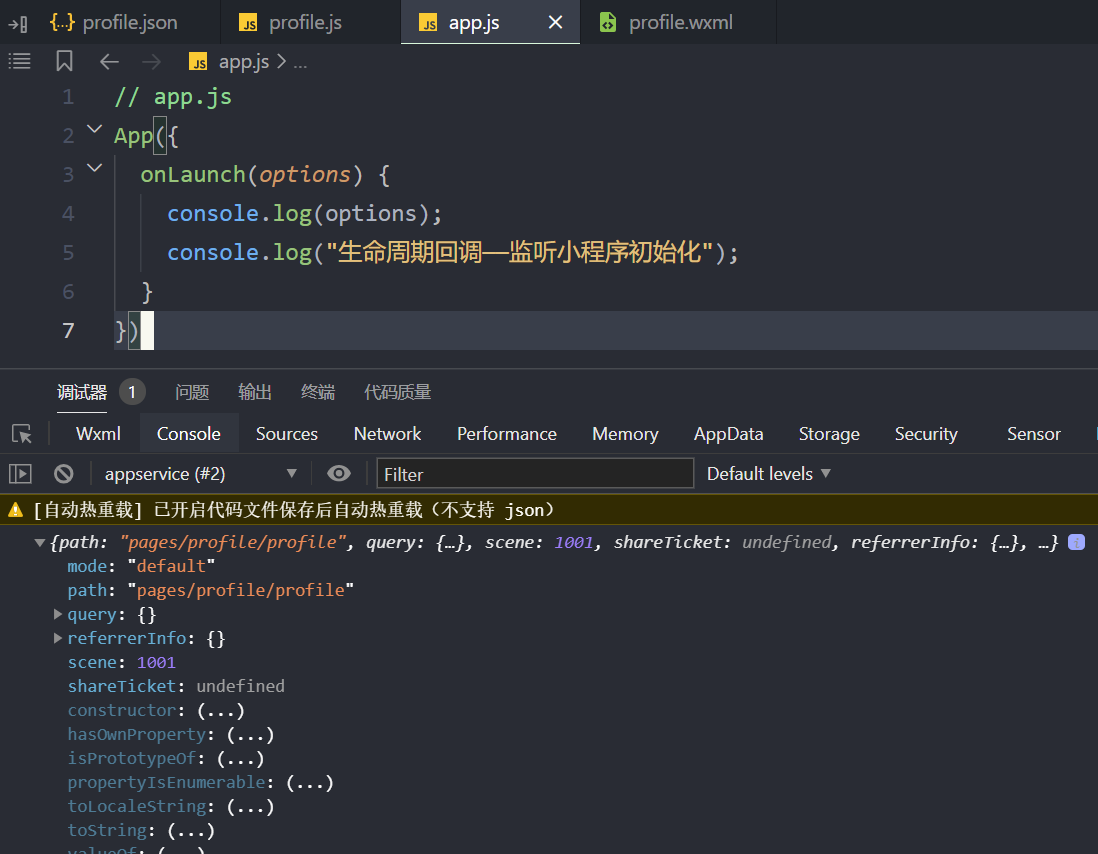 {..} profile.json JS profile.js JS app.js × profile.wxml
JS app.js > ...
1 // app.js
2 App({
3 onLaunch(options) {
4 console.log(options);
5 console.log("生命周期回调—监听小程序初始化");
6 }
7 })
调试器 1 问题 输出 终端 代码质量
Wxml Console Sources Network Performance Memory AppData Storage Security Sensor
appservice (#2) Filter Default levels
[自动热重载] 已开启代码文件保存后自动热重载（不支持 json）
{path: "pages/profile/profile", query: {…}, scene: 1001, shareTicket: undefined, referrerInfo: {…}, …}
mode: "default"
path: "pages/profile/profile"
query: {}
referrerInfo: {}
scene: 1001
shareTicket: undefined
constructor: (...)
hasOwnProperty: (...)
isPrototypeOf: (...)
propertyIsEnumerable: (...)
toLocaleString: (...)
toString: (...)
valueOf: (...)